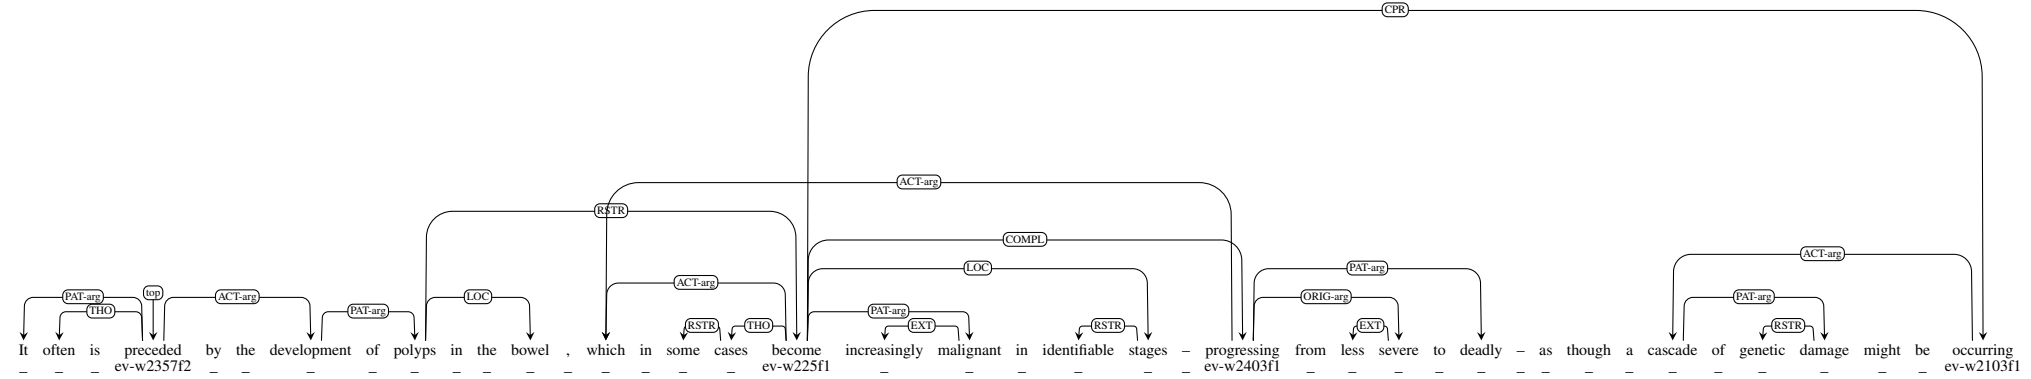 CPR
ACT-arg
RSTR
COMPL
ACT-arg
LOC PAT-arg
ACT-arg
top
PAT-arg ACT-arg LOC ORIG-arg PAT-arg
THO PAT-arg PAT-arg
RSTR THO EXT RSTR EXT RSTR
It often is preceded by the development of polyps in the bowel , which in some cases become increasingly malignant in identifiable stages – progressing from less severe to deadly – as though a cascade of genetic damage might be occurring
_ _ _ ev-w2357f2 _ _ _ _ _ _ _ _ _ _ _ _ _ ev-w225f1 _ _ _ _ _ _ ev-w2403f1 _ _ _ _ _ _ _ _ _ _ _ _ _ _ _ ev-w2103f1